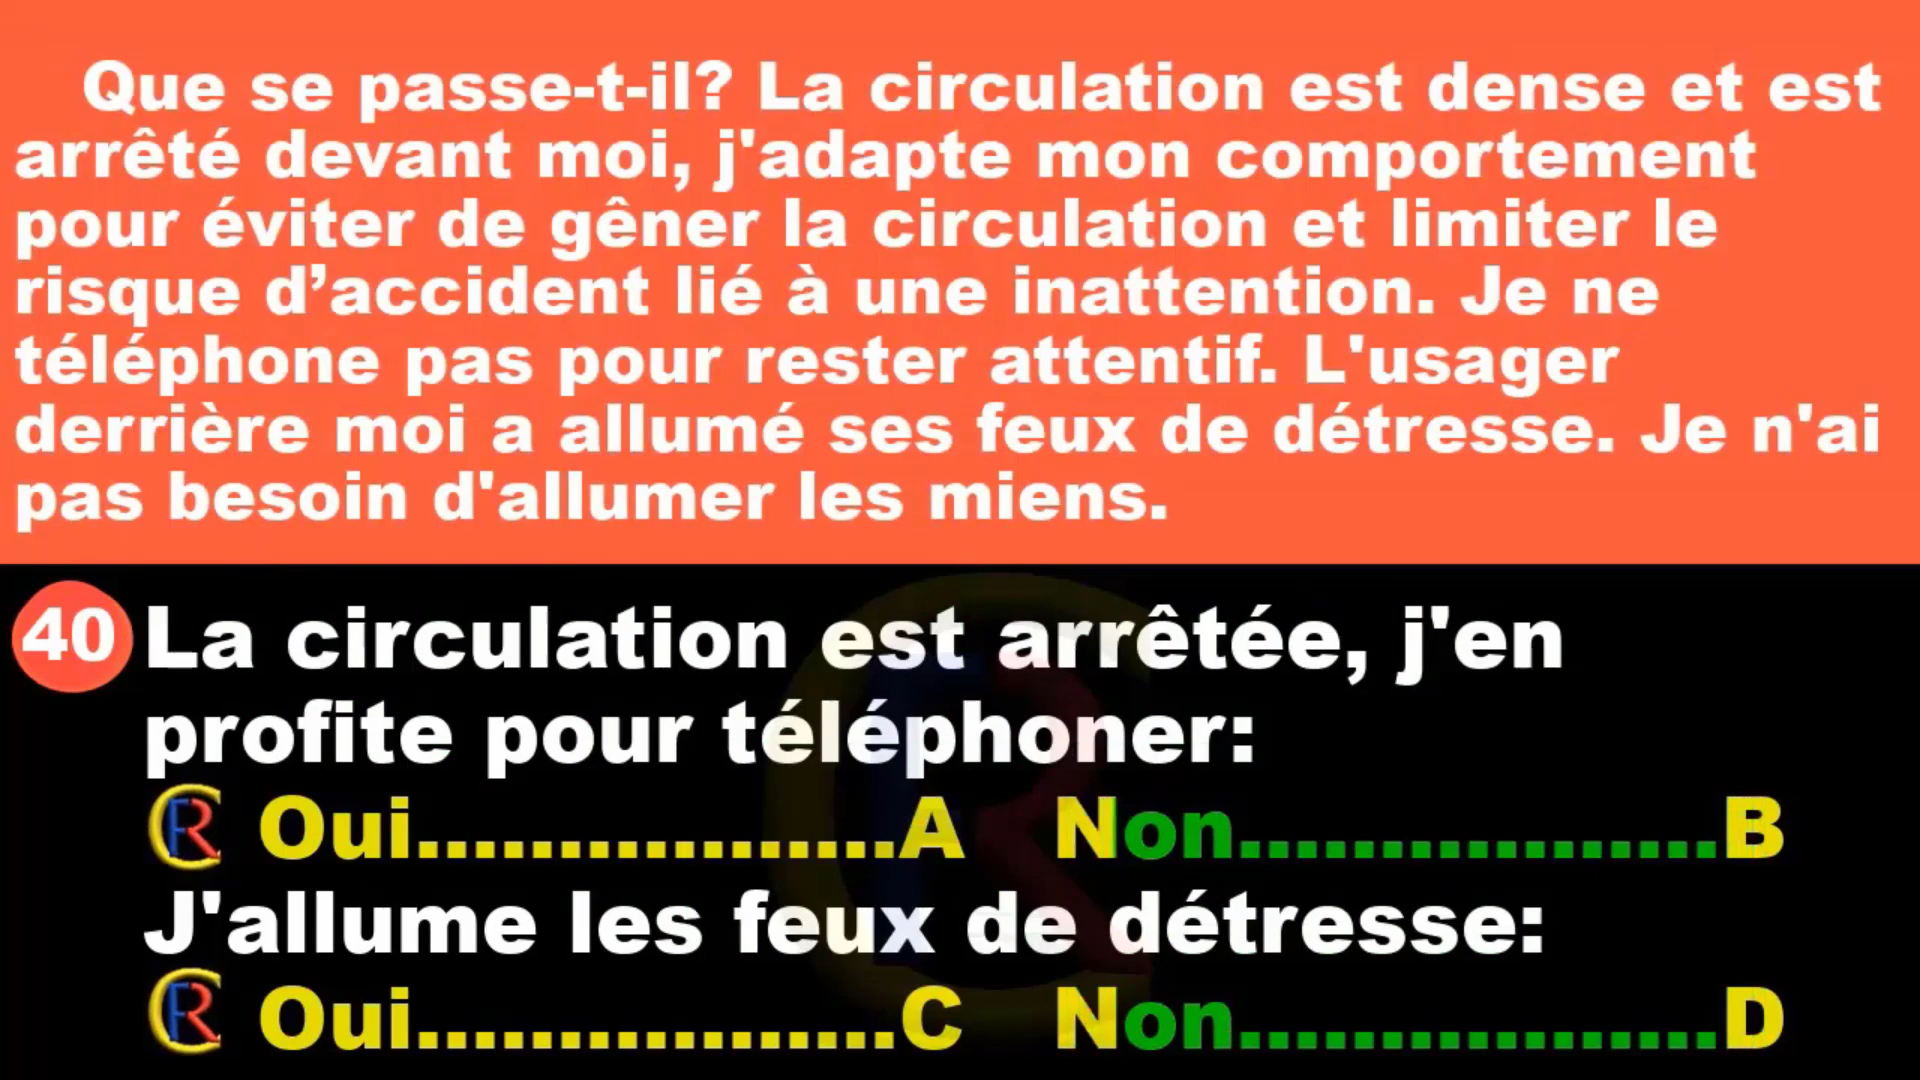 Que se passe-t-il? La circulation est dense et est
arrêté devant moi, j'adapte mon comportement
pour éviter de gêner la circulation et limiter le
risque d’accident lié à une inattention. Je ne
téléphone pas pour rester attentif. L'usager
derrière moi a allumé ses feux de détresse. Je n'ai
pas besoin d'allumer les miens.
40 La circulation est arrêtée, j'en
profite pour téléphoner:
CFR Oui.................A Non.................B
J'allume les feux de détresse:
CFR Oui.................C Non.................D